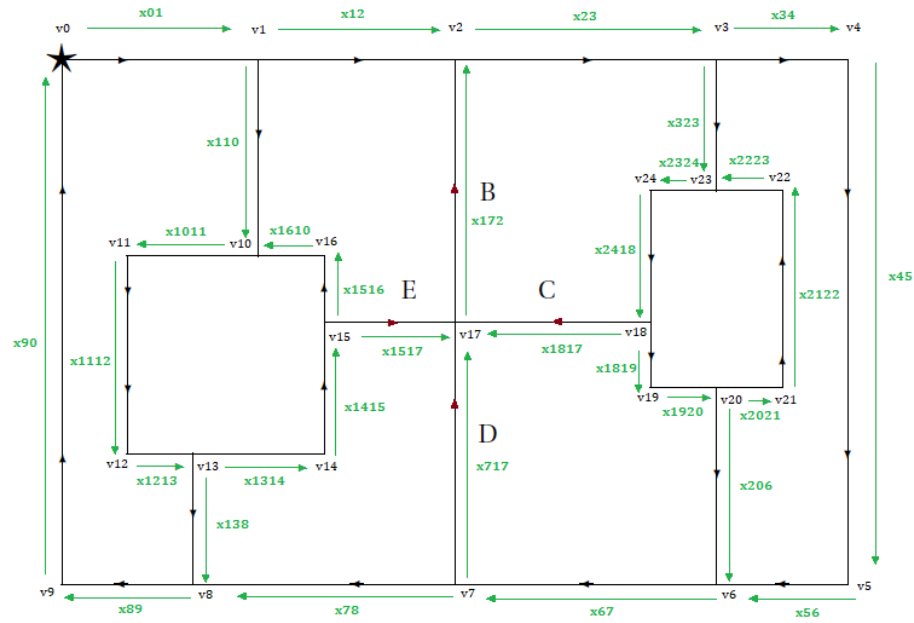 x01 x12 x23 x34
v0 v1 v2 v3 v4
x110 x323
x2324 x2223
v24 v23 v22
B
x172
x1011 x1610
v11 v10 v16
x2418
x45
E C
x1516 x2122
v15 v17 v18
x90 x1517 x1817
x1112 x1819
v19 v20 v21
x1415 x1920 x2021
D
v12 v13 v14
x1213 x1314
x717 x206
x138
v9 v8 v7 v6 v5
x89 x78 x67 x56